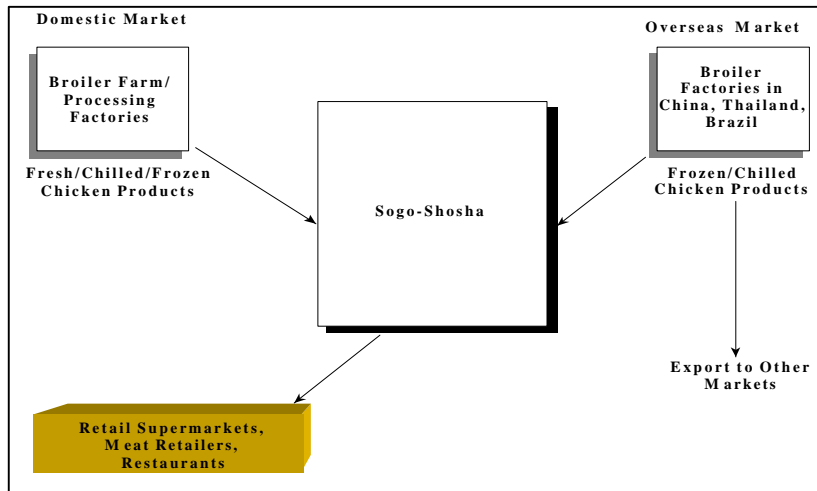 Domestic Market
Broiler Farm/
Processing
Factories
Fresh/Chilled/Frozen
Chicken Products
Sogo-Shosha
Overseas Market
Broiler
Factories in
China, Thailand,
Brazil
Frozen/Chilled
Chicken Products
Export to Other
Markets
Retail Supermarkets,
Meat Retailers,
Restaurants